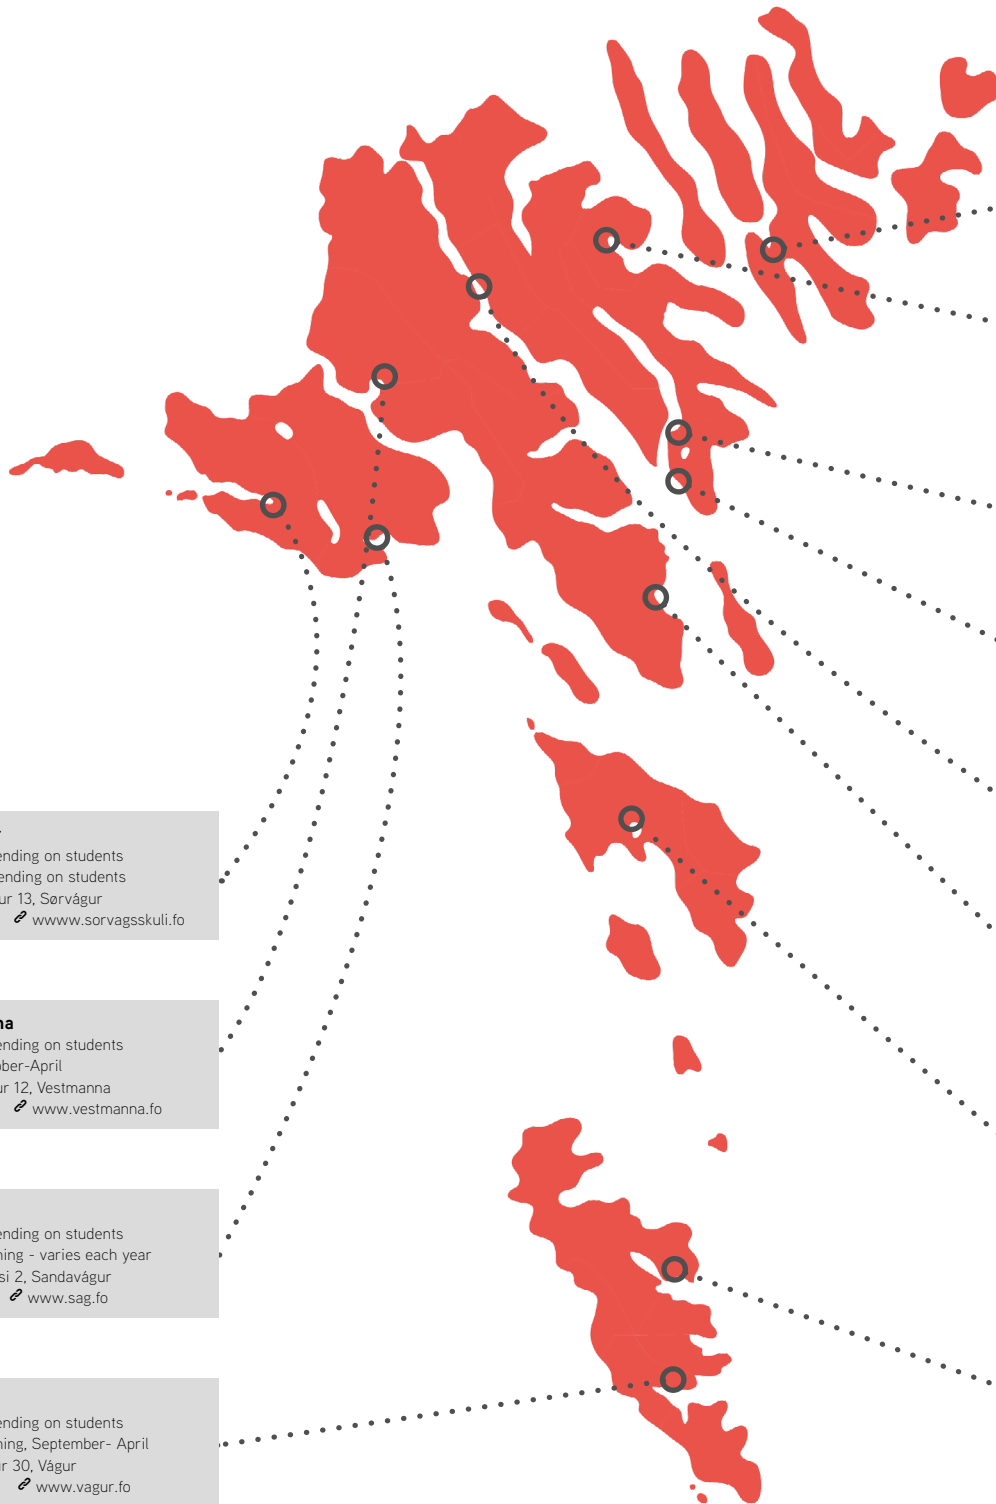 ending on students
ending on students
ur 13, Sørvágur
wwww.sorvagsskuli.fo
na
ending on students
ober-April
ur 12, Vestmanna
www.vestmanna.fo
ending on students
ning - varies each year
si 2, Sandavágur
www.sag.fo
ending on students
ning, September- April
ur 30, Vágur
www.vagur.fo